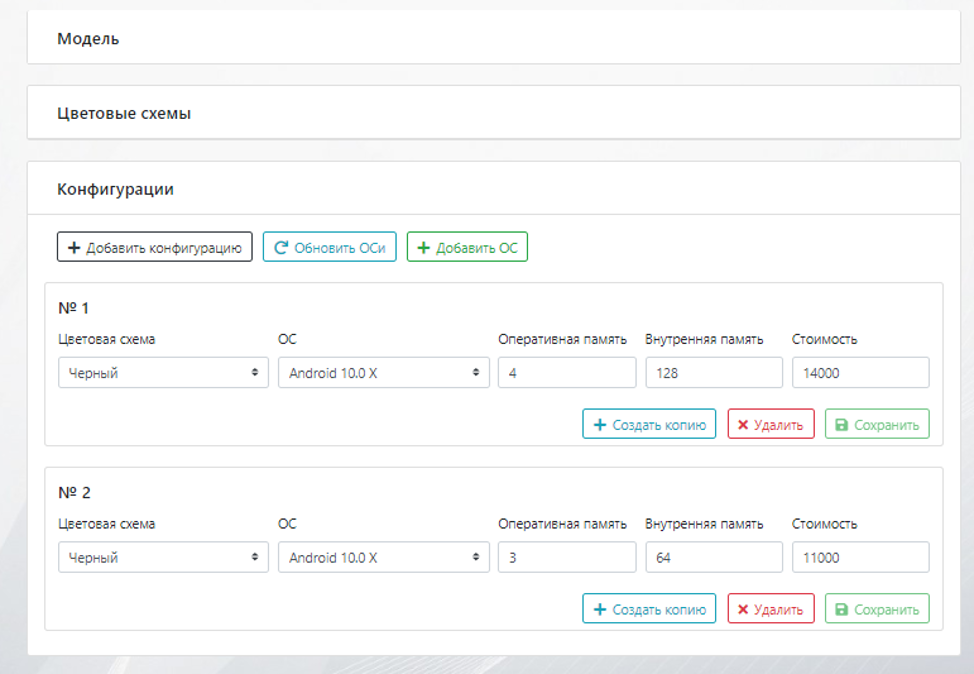 Модель
Цветовые схемы
Конфигурации
Добавить конфигурацию Обновить ОСи Добавить ОС
№ 1
Цветовая схема ОС Оперативная память Внутренняя память Стоимость
Черный Android 10.0 X 4 128 14000
Создать копию Удалить Сохранить
№ 2
Цветовая схема ОС Оперативная память Внутренняя память Стоимость
Черный Android 10.0 X 3 64 11000
Создать копию Удалить Сохранить